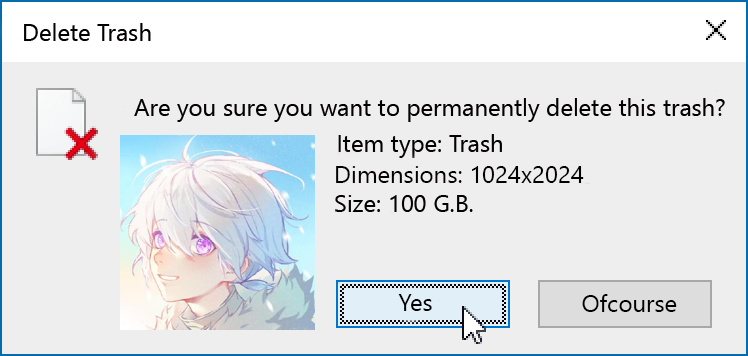 Delete Trash
Are you sure you want to permanently delete this trash?
Item type: Trash
Dimensions: 1024x2024
Size: 100 G.B.
Yes
Ofcourse